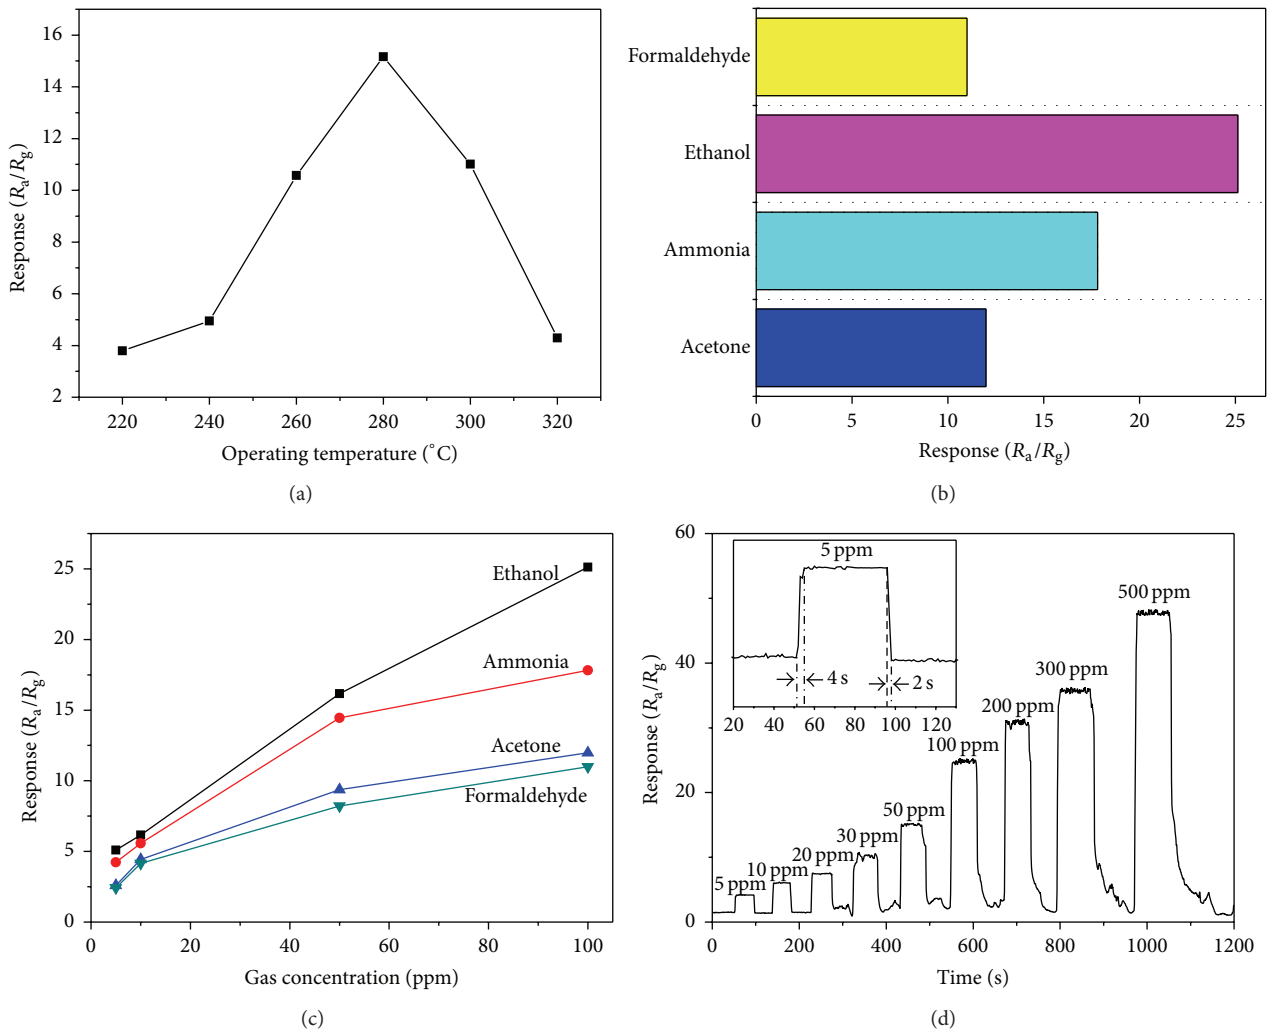 18
16
14
12
10
8
6
4
2
Response (Ra/Rg)
220 240 260 280 300 320
Operating temperature (°C)
(a)
Formaldehyde
Ethanol
Ammonia
Acetone
0 5 10 15 20 25
Response (Ra/Rg)
(b)
25
20
15
10
5
0
Response (Ra/Rg)
Ethanol
Ammonia
Acetone
Formaldehyde
0 20 40 60 80 100
Gas concentration (ppm)
(c)
60
40
20
0
Response (Ra/Rg)
5 ppm
4 s
2 s
20 40 60 80 100 120
5 ppm
10 ppm
20 ppm
30 ppm
50 ppm
100 ppm
200 ppm
300 ppm
500 ppm
0 200 400 600 800 1000 1200
Time (s)
(d)